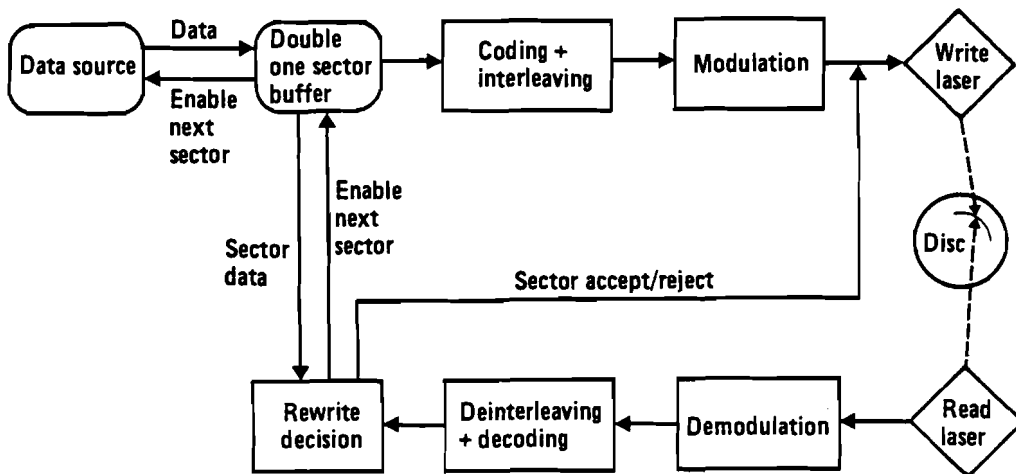 Data source
Data
Enable
next
sector
Double
one sector
buffer
Coding +
interleaving
Modulation
Write
laser
Disc
Sector
data
Enable
next
sector
Sector accept/reject
Rewrite
decision
Deinterleaving
+ decoding
Demodulation
Read
laser